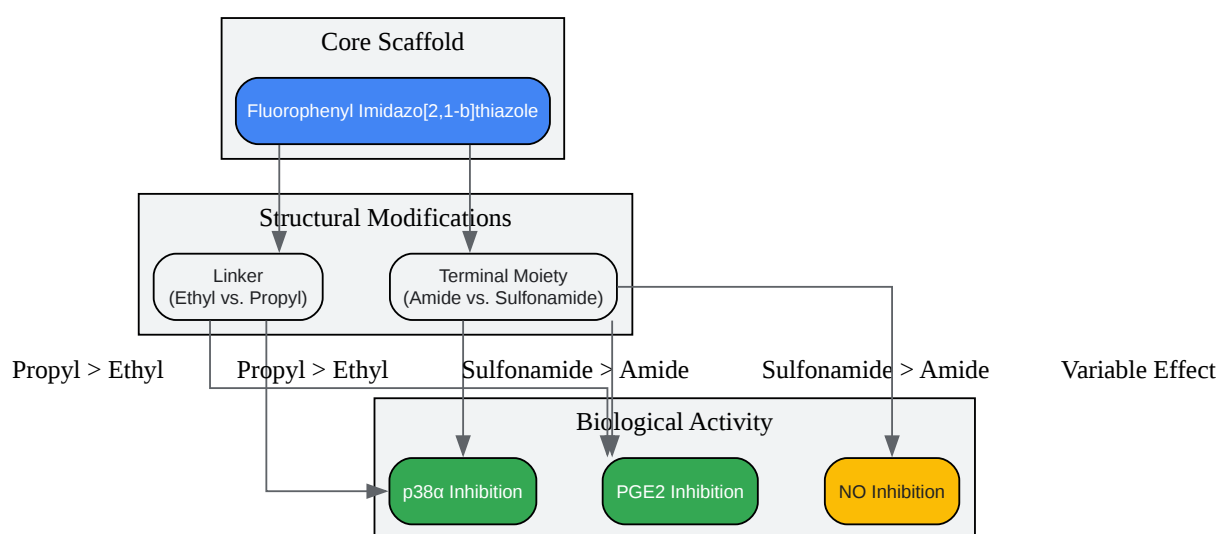 Core Scaffold
Fluorophenyl Imidazo[2,1-b]thiazole
Structural Modifications
Linker
(Ethyl vs. Propyl)
Terminal Moiety
(Amide vs. Sulfonamide)
Propyl > Ethyl
Propyl > Ethyl
Sulfonamide > Amide
Sulfonamide > Amide
Variable Effect
Biological Activity
p38α Inhibition
PGE2 Inhibition
NO Inhibition